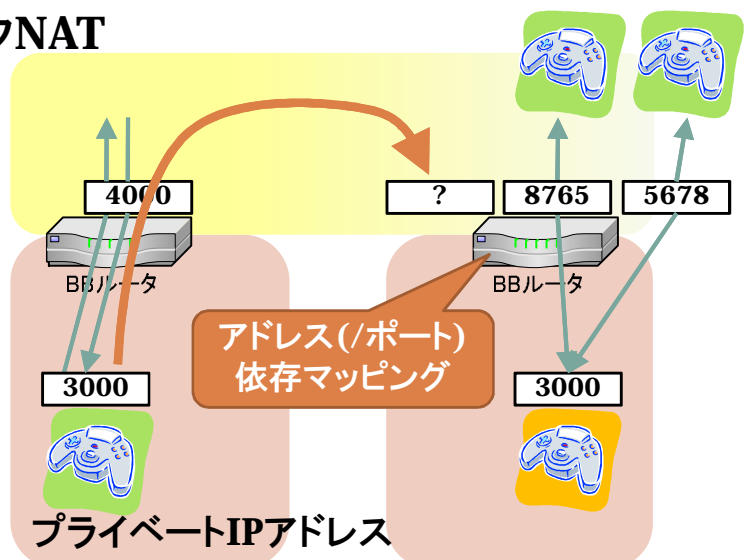 クNAT
4000
?
8765
5678
BBルータ
BBルータ
アドレス(/ポート)
依存マッピング
3000
3000
プライベートIPアドレス